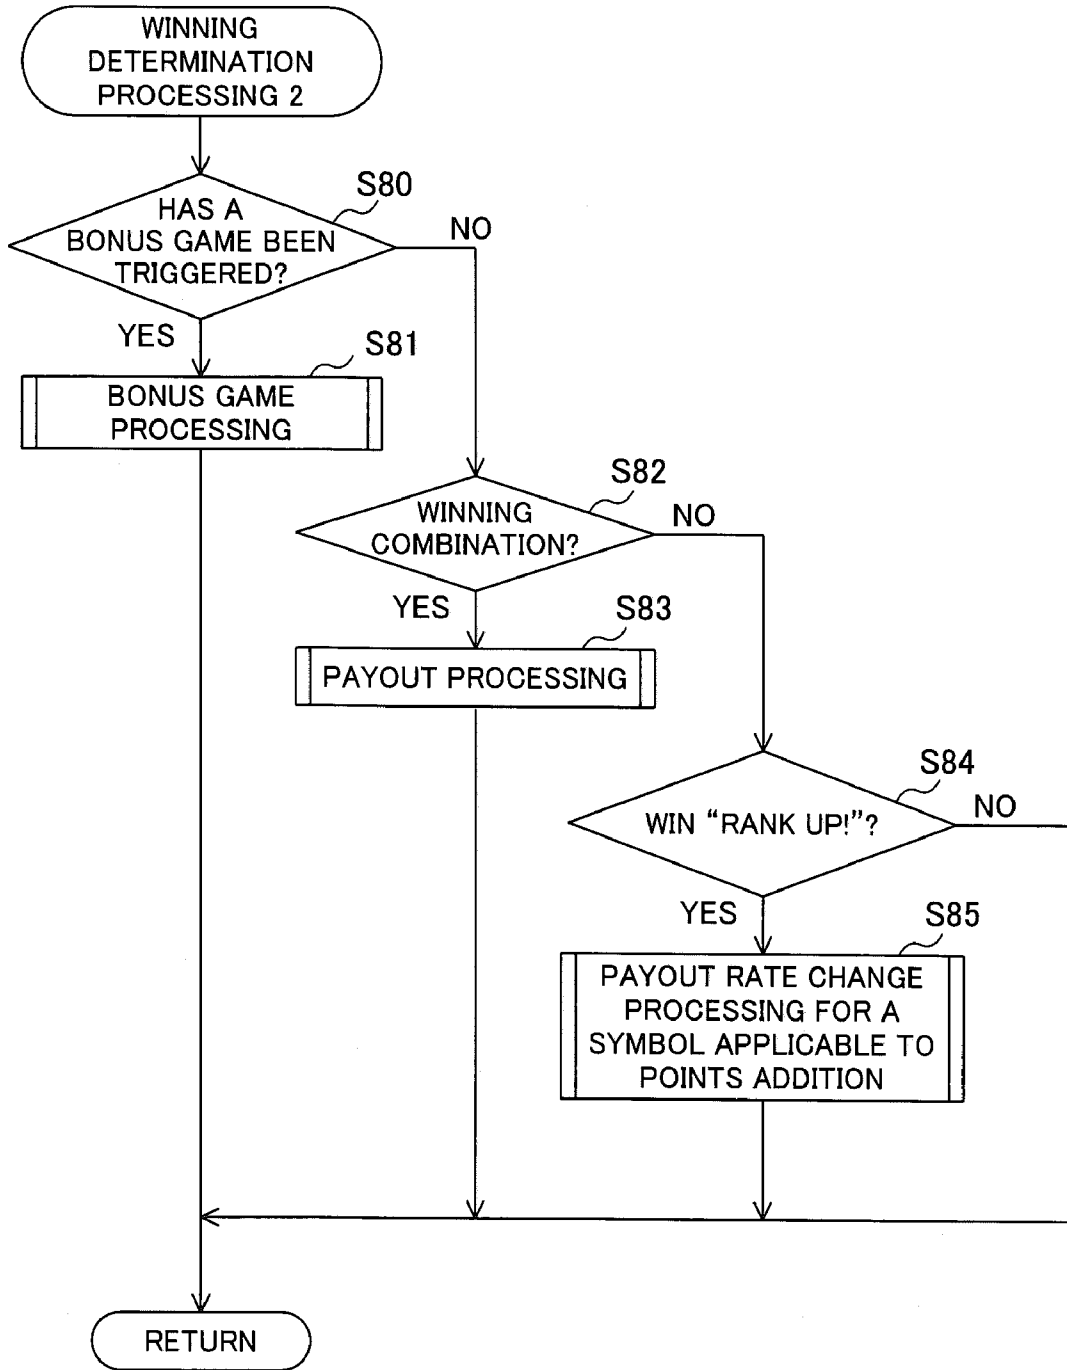 WINNING
DETERMINATION
PROCESSING 2
S80
HAS A
BONUS GAME BEEN
TRIGGERED?
NO
YES
S81
BONUS GAME
PROCESSING
S82
WINNING
COMBINATION?
NO
YES
S83
PAYOUT PROCESSING
S84
WIN “RANK UP!”?
NO
YES
S85
PAYOUT RATE CHANGE
PROCESSING FOR A
SYMBOL APPLICABLE TO
POINTS ADDITION
RETURN